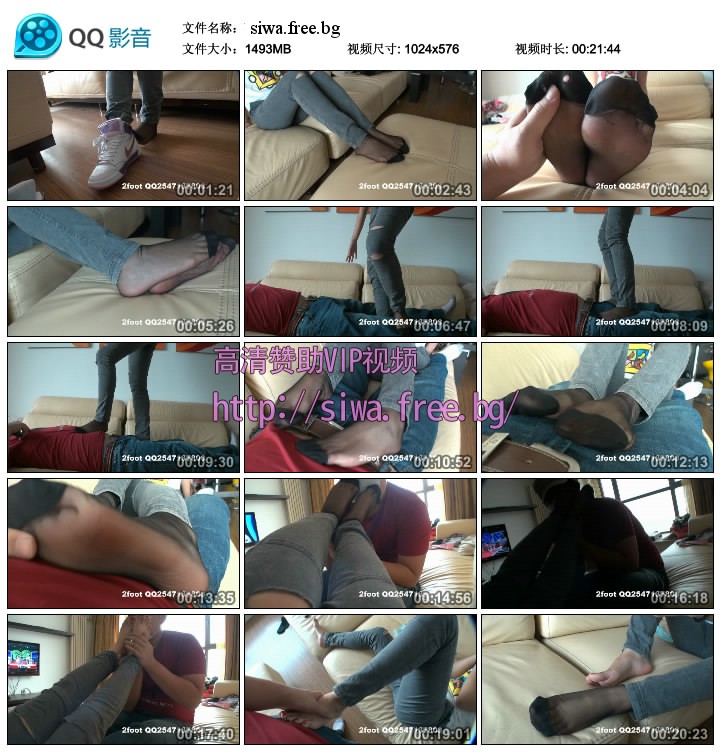 QQ影音
文件名称: siwa.free.bg
文件大小: 1493MB 视频尺寸: 1024x576 视频时长: 00:21:44
2foot QQ2547
00:01:21
2foot QQ2547
00:02:43
2foot QQ2547
00:04:04
2foot QQ2547
00:05:26
2foot QQ2547
00:06:47
2foot QQ2547
00:08:09
高清赞助VIP视频
http://siwa.free.bg/
2foot QQ2547
00:09:30
2foot QQ2547
00:10:52
2foot QQ2547
00:12:13
2foot QQ2547
00:13:35
2foot QQ2547
00:14:56
2foot QQ2547
00:16:18
2foot QQ2547
00:17:40
2foot QQ2547
00:19:01
2foot QQ2547
00:20:23